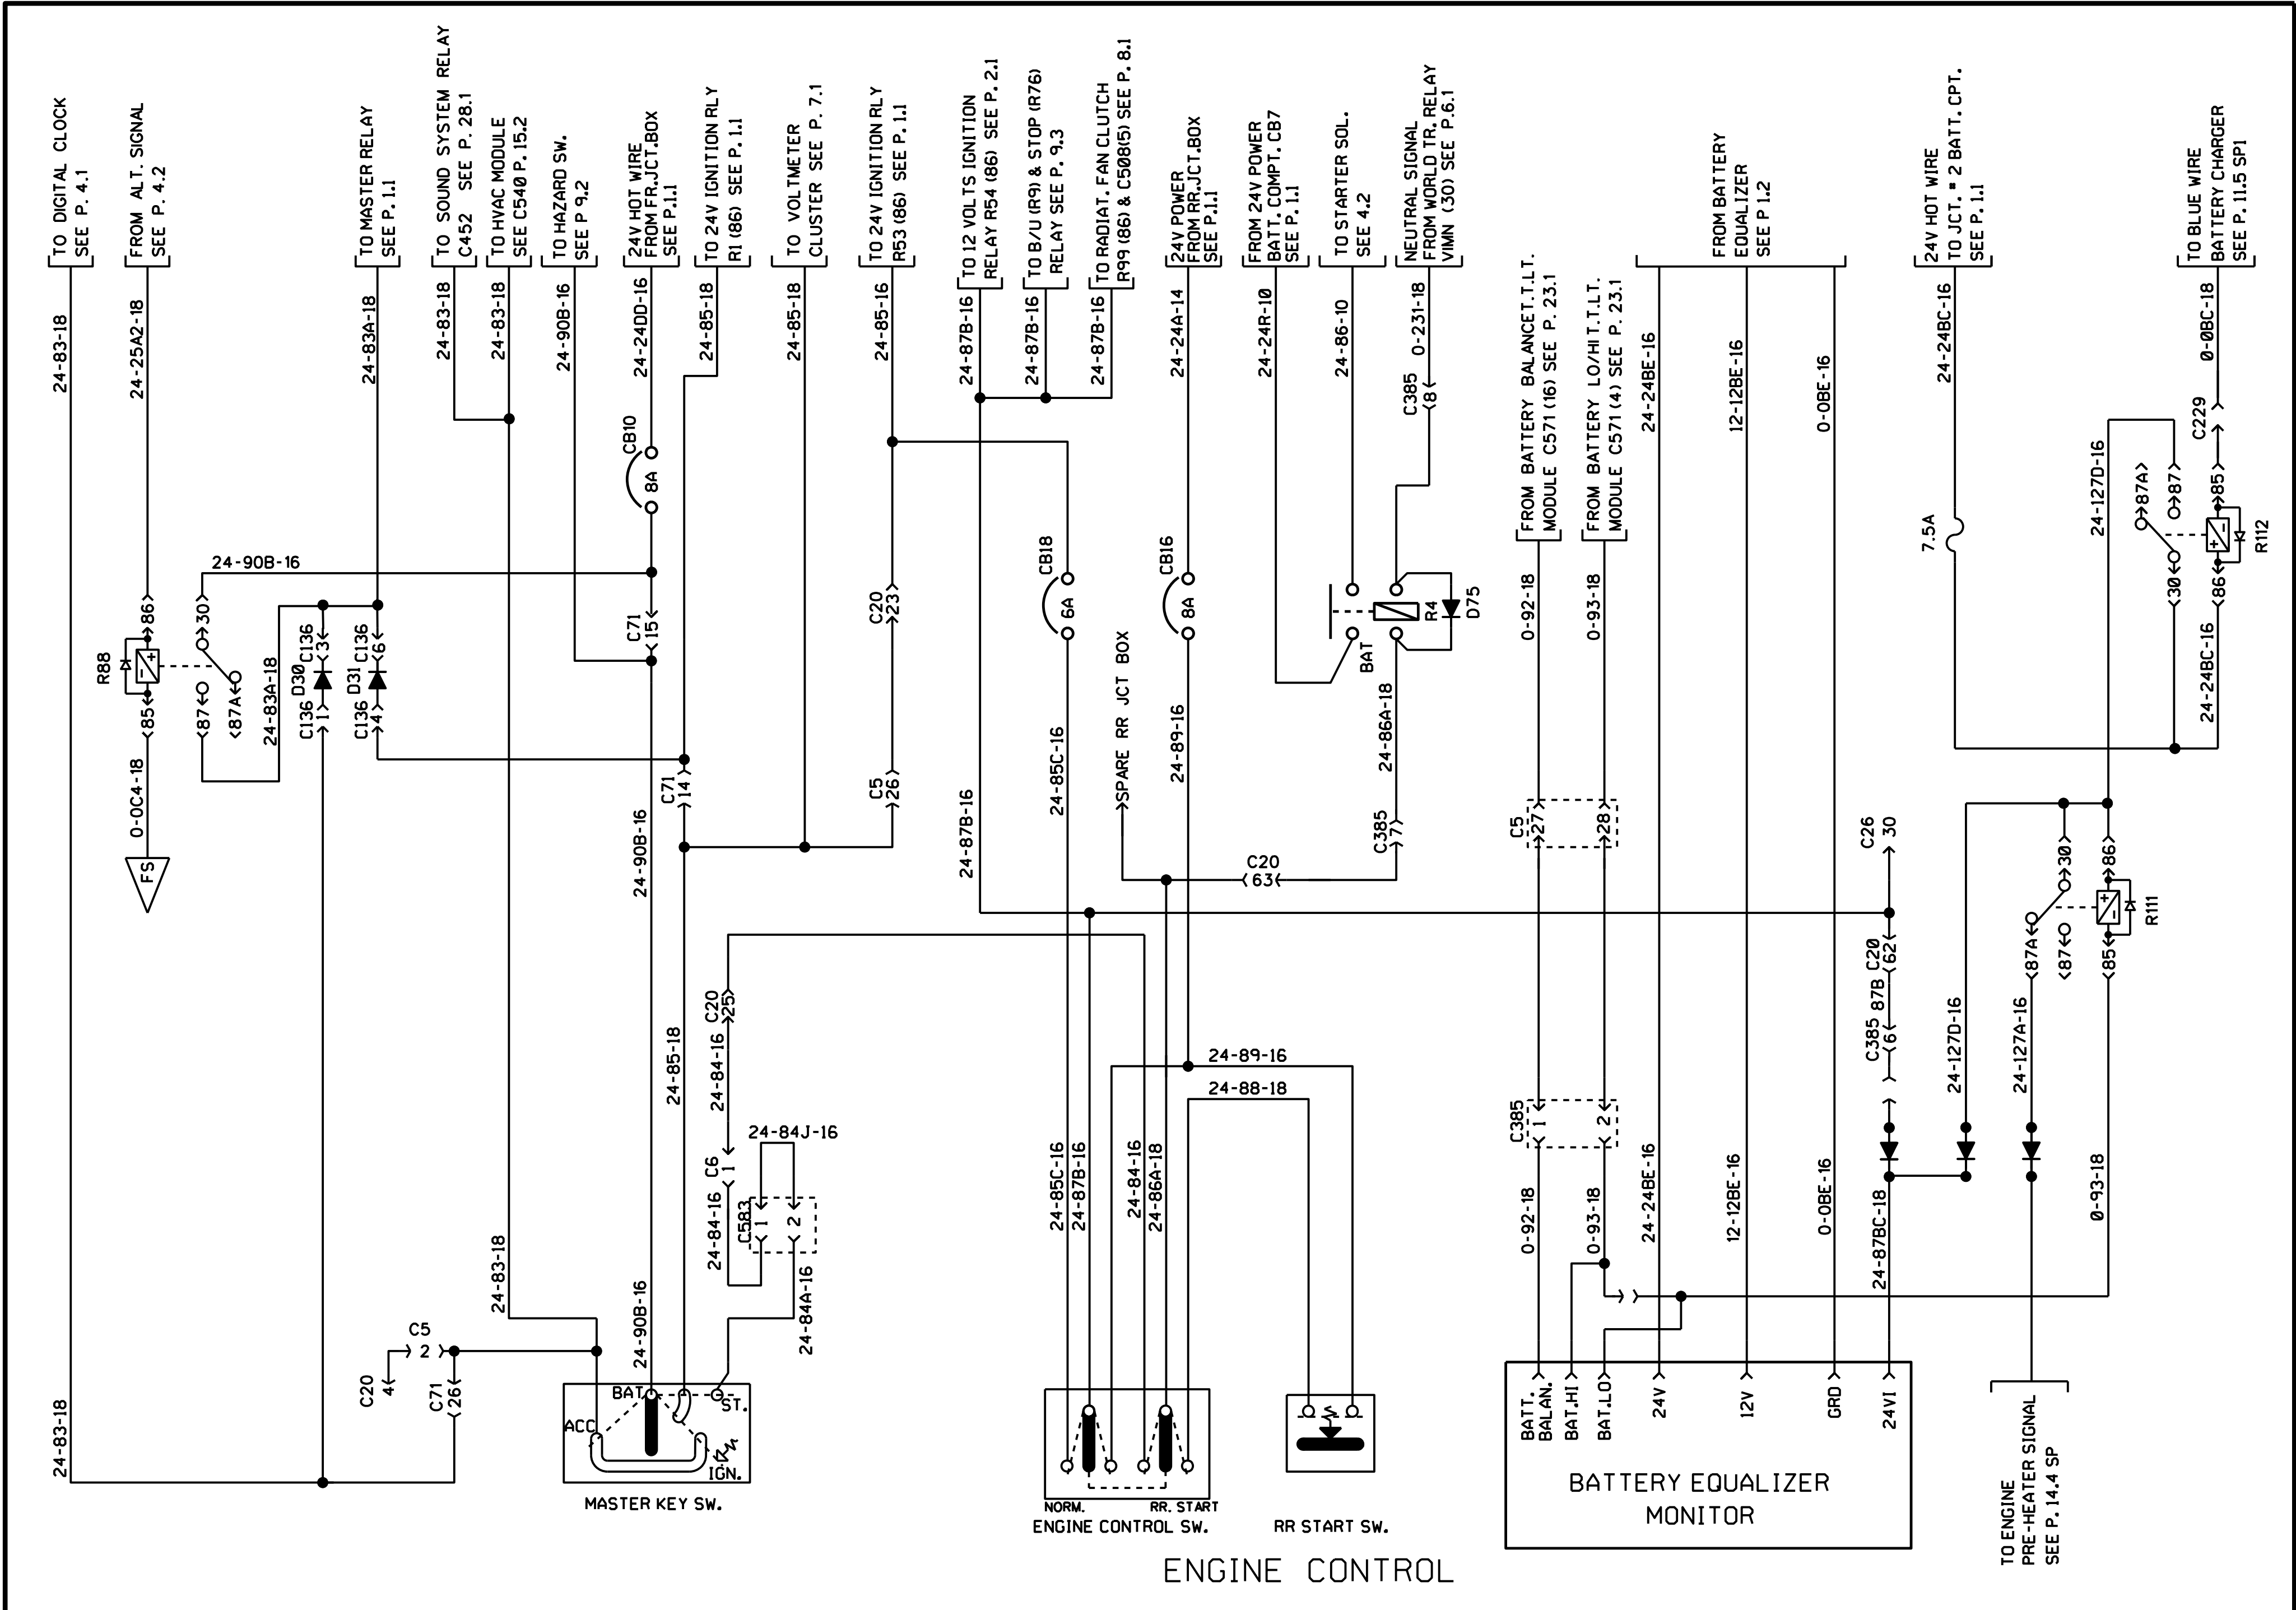 TO DIGITAL CLOCK
SEE P. 4.1
FROM ALT. SIGNAL
SEE P. 4.2
TO MASTER RELAY
SEE P. 1.1
TO SOUND SYSTEM RELAY
C452 SEE P. 28.1
TO HVAC MODULE
SEE C540 P. 15.2
TO HAZARD SW.
SEE P 9.2
24V HOT WIRE
FROM FR.JCT.BOX
SEE P.1.1
TO 24V IGNITION RLY
R1 (86) SEE P. 1.1
TO VOLTMETER
CLUSTER SEE P. 7.1
TO 24V IGNITION RLY
R53 (86) SEE P. 1.1
TO 12 VOLTS IGNITION
RELAY R54 (86) SEE P. 2.1
TO B/U (R9) & STOP (R76)
RELAY SEE P. 9.3
TO RADIAT. FAN CLUTCH
R99 (86) & C508(5) SEE P. 8.1
24V POWER
FROM RR.JCT.BOX
SEE P.1.1
FROM 24V POWER
BATT. COMPT. CB7
SEE P. 1.1
TO STARTER SOL.
SEE 4.2
NEUTRAL SIGNAL
FROM WORLD TR. RELAY
VIMN (30) SEE P.6.1
FROM BATTERY BALANCE T.T.LT.
MODULE C571 (16) SEE P. 23.1
FROM BATTERY LO/HI T.T.LT.
MODULE C571 (4) SEE P. 23.1
FROM BATTERY
EQUALIZER
SEE P 1.2
24V HOT WIRE
TO JCT. # 2 BATT. CPT.
SEE P. 1.1
TO BLUE WIRE
BATTERY CHARGER
SEE P. 11.5 SP1
24-83-18
24-25A2-18
24-83A-18
24-83-18
24-83-18
24-90B-16
24-24DD-16
24-85-18
24-85-18
24-85-16
24-87B-16
24-87B-16
24-87B-16
24-24A-14
24-24R-10
24-86-10
0-231-18
24-24BE-16
12-12BE-16
0-0BE-16
24-24BC-16
0-0BC-18
C385
8
C229
CB10
8A
24-127D-16
87A
87
85
30
86
R112
7.5A
24-90B-16
86
30
R88
85
87
87A
24-83A-18
C136
3
D30
C136
1
C136
6
D31
C136
4
C71
15
C20
23
CB18
6A
CB16
8A
BAT
R4
D75
0-92-18
0-93-18
24-24BC-16
0-0C4-18
FS
C71
14
C5
26
24-85C-16
SPARE RR JCT BOX
24-89-16
24-86A-18
C385
7
C20
63
C5
27
28
C26
30
30
86
87A
87
85
R111
24-90B-16
24-87B-16
C20
62
87B
C385
6
C20
25
24-85-18
24-84-16
24-89-16
24-88-18
24-127D-16
24-127A-16
C6
1
24-84J-16
24-84-16
C583
1
2
24-84A-16
24-85C-16
24-87B-16
24-84-16
24-86A-18
C385
1
2
0-92-18
0-93-18
24-24BE-16
12-12BE-16
0-0BE-16
24-87BC-18
0-93-18
24-83-18
24-90B-16
C5
2
C20
4
C71
26
24-83-18
BAT.
ST.
ACC
IGN.
MASTER KEY SW.
NORM.
RR. START
ENGINE CONTROL SW.
RR START SW.
BATT.
BALAN.
BAT.HI
BAT.LO
24V
12V
GRD
24VI
BATTERY EQUALIZER
MONITOR
TO ENGINE
PRE-HEATER SIGNAL
SEE P. 14.4 SP
ENGINE CONTROL